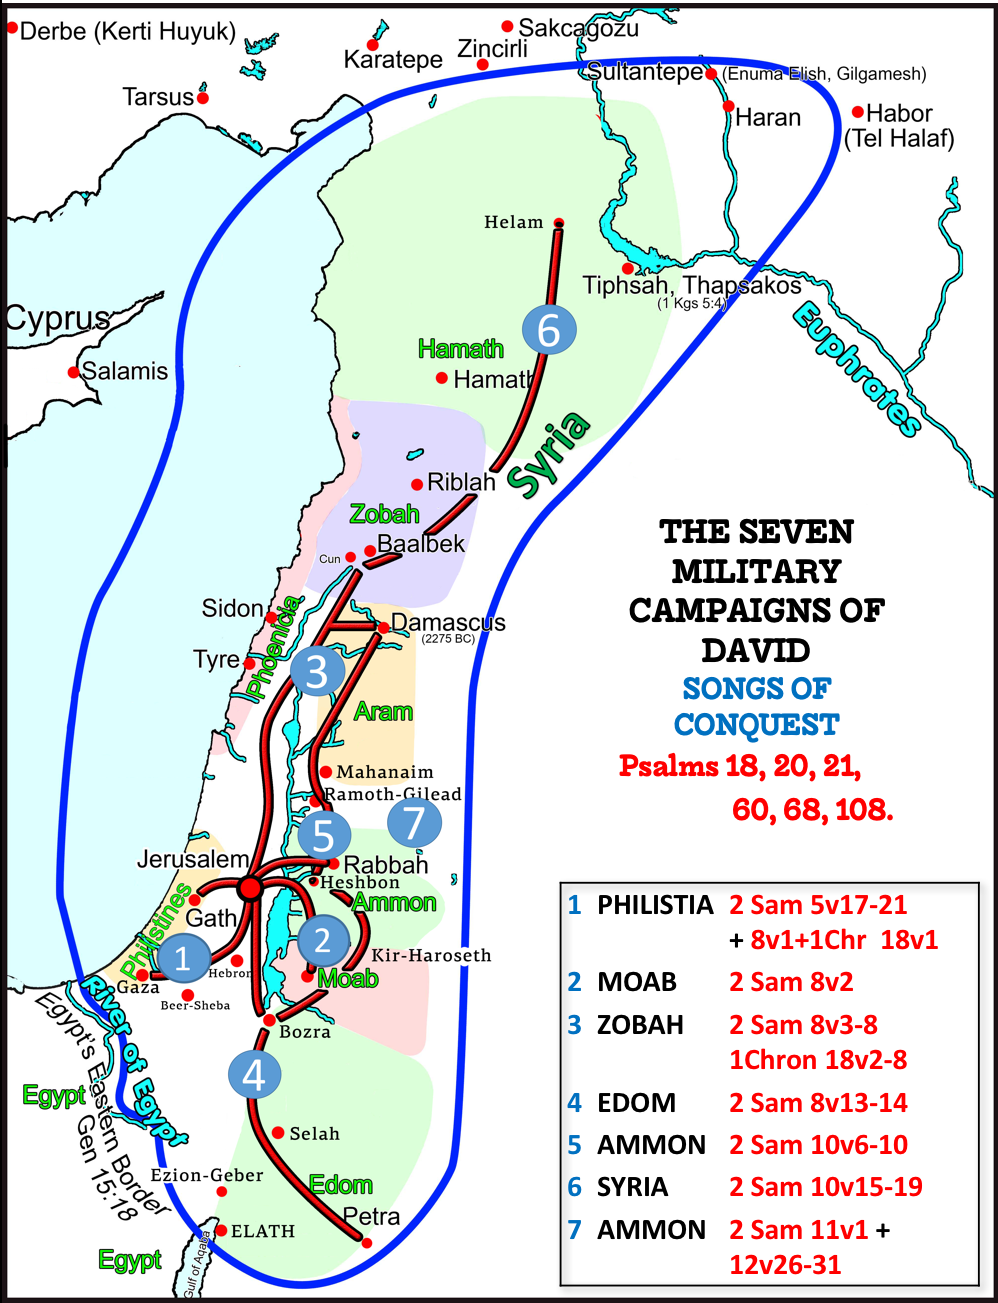 Derbe (Kerti Huyuk)
Sakcagozu
Karatepe
Zincirli
Sultantepe
(Enuma Elish, Gilgamesh)
Tarsus
Haran
Habor
(Tel Halaf)
Helam
Tiphsah, Thapsakos
(1 Kgs 5:4)
Cyprus
Salamis
6
Hamath
Hamath
Euphrates
Syria
Riblah
Zobah
Baalbek
Cun
Sidon
Phoenicia
Damascus
(2275 BC)
Tyre
3
Aram
Mahanaim
Ramoth-Gilead
5
7
Jerusalem
Rabbah
Heshbon
Ammon
Gath
Philistines
1
2
Hebron
Kir-Haroseth
Gaza
Moab
Beer-Sheba
Bozra
River of Egypt
Egypt's Eastern Border
Gen 15:18
4
Egypt
Selah
Ezion-Geber
Edom
Petra
ELATH
Egypt
Gulf of Aqaba
THE SEVEN
MILITARY
CAMPAIGNS OF
DAVID
SONGS OF
CONQUEST
Psalms 18, 20, 21,
60, 68, 108.
1 PHILISTIA 2 Sam 5v17-21
+ 8v1+1Chr 18v1
2 MOAB 2 Sam 8v2
3 ZOBAH 2 Sam 8v3-8
1Chron 18v2-8
4 EDOM 2 Sam 8v13-14
5 AMMON 2 Sam 10v6-10
6 SYRIA 2 Sam 10v15-19
7 AMMON 2 Sam 11v1 +
12v26-31